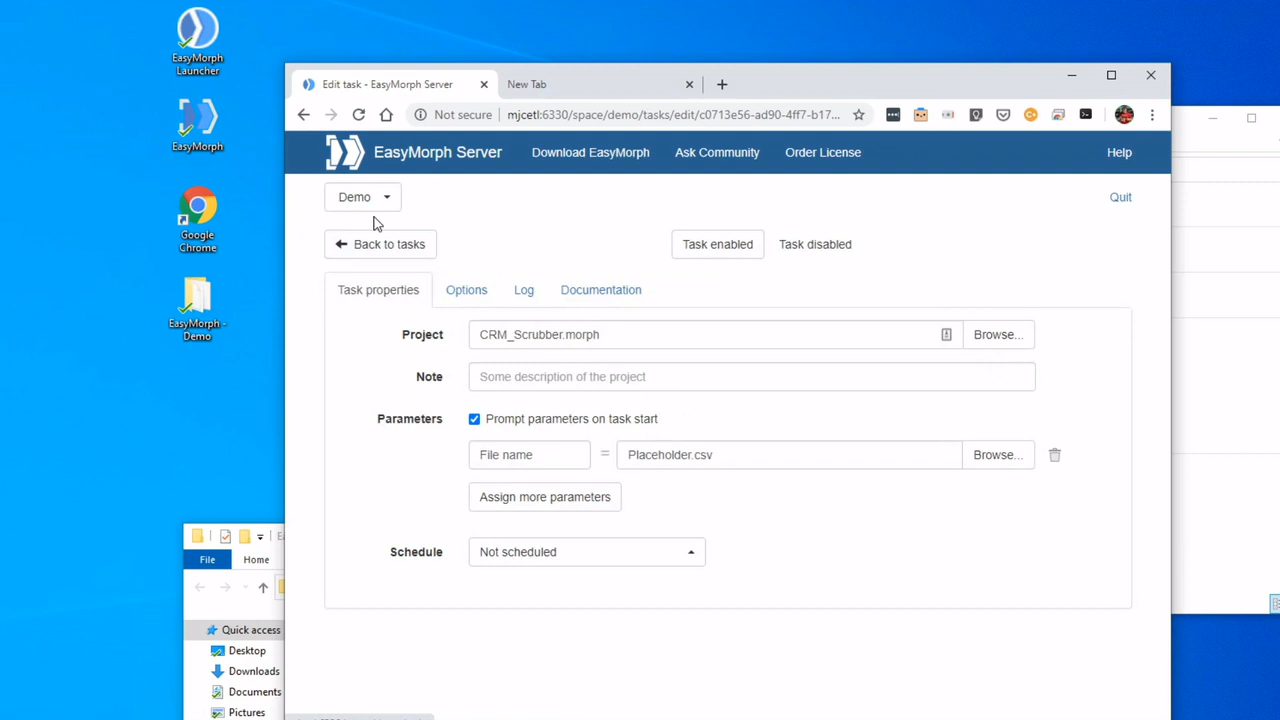 EasyMorph
Launcher
EasyMorph
Google
Chrome
EasyMorph -
Demo
Edit task - EasyMorph Server
New Tab
Not secure
mjcetl:6330/space/demo/tasks/edit/c0713e56-ad90-4ff7-b17...
EasyMorph Server
Download EasyMorph
Ask Community
Order License
Help
Demo
Quit
Back to tasks
Task enabled
Task disabled
Task properties
Options
Log
Documentation
Project
CRM_Scrubber.morph
Browse...
Note
Some description of the project
Parameters
Prompt parameters on task start
File name
=
Placeholder.csv
Browse...
Assign more parameters
Schedule
Not scheduled
File
Home
Quick access
Desktop
Downloads
Documents
Pictures